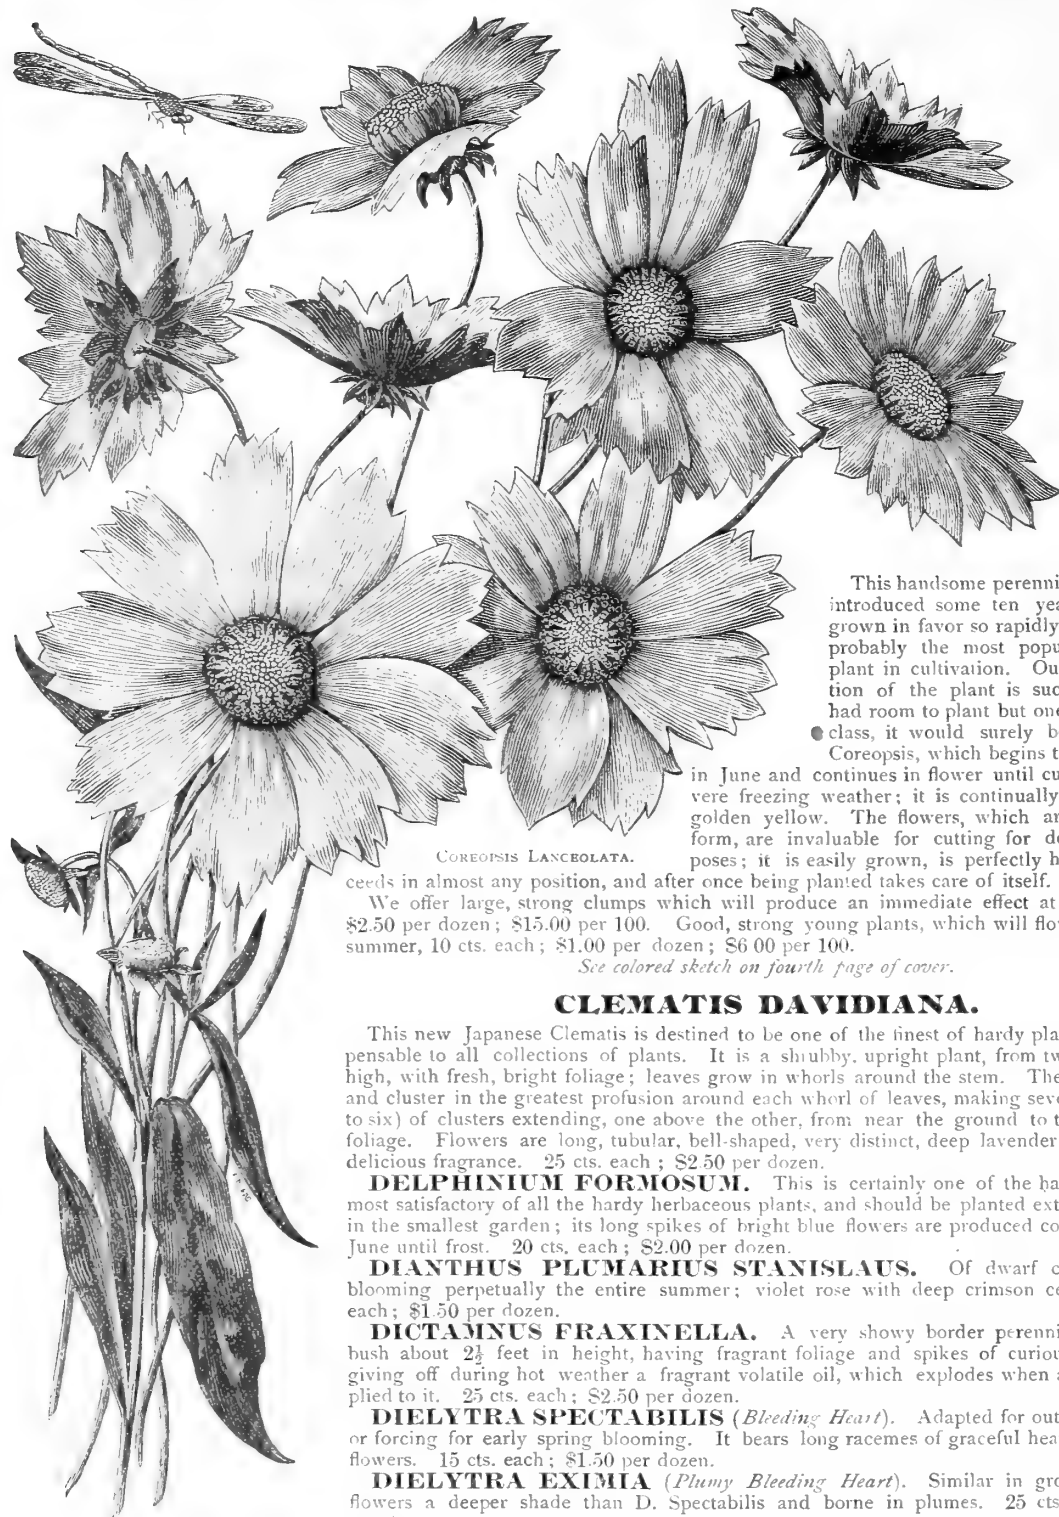 This handsome perenni
introduced some ten yea
grown in favor so rapidly
probably the most popu
plant in cultivaiion. Ou
tion of the plant is suc
had room to plant but one
class, it would surely b
Coreopsis, which begins t
in June and continues in flower until cu
vere freezing weather; it is continually
golden yellow. The flowers, which ar
form, are invaluable for cutting for de
poses; it is easily grown, is perfectly h
COREOPSIS LANCEOLATA.
ceeds in almost any position, and after once being planted takes care of itself.
We offer large, strong clumps which will produce an immediate effect at
$2.50 per dozen; $15.00 per 100. Good, strong young plants, which will flo
summer, 10 cts. each; $1.00 per dozen; $6 00 per 100.
See colored sketch on fourth page of cover.
CLEMATIS DAVIDIANA.
This new Japanese Clematis is destined to be one of the finest of hardy pla
pensable to all collections of plants. It is a shrubby, upright plant, from tw
high, with fresh, bright foliage; leaves grow in whorls around the stem. The
and cluster in the greatest profusion around each whorl of leaves, making seve
to six) of clusters extending, one above the other, from near the ground to t
foliage. Flowers are long, tubular, bell-shaped, very distinct, deep lavender
delicious fragrance. 25 cts. each; $2.50 per dozen.
DELPHINIUM FORMOSUM. This is certainly one of the ha
most satisfactory of all the hardy herbaceous plants, and should be planted ext
in the smallest garden; its long spikes of bright blue flowers are produced co
June until frost. 20 cts. each; $2.00 per dozen.
DIANTHUS PLUMARIUS STANISLAUS. Of dwarf c
blooming perpetually the entire summer; violet rose with deep crimson ce
each; $1.50 per dozen.
DICTAMNUS FRAXINELLA. A very showy border perenni
bush about 2½ feet in height, having fragrant foliage and spikes of curiou
giving off during hot weather a fragrant volatile oil, which explodes when a
plied to it. 25 cts. each; $2.50 per dozen.
DIELYTRA SPECTABILIS (Bleeding Heart). Adapted for out
or forcing for early spring blooming. It bears long racemes of graceful hea
flowers. 15 cts. each; $1.50 per dozen.
DIELYTRA EXIMIA (Plumy Bleeding Heart). Similar in gro
flowers a deeper shade than D. Spectabilis and borne in plumes. 25 cts